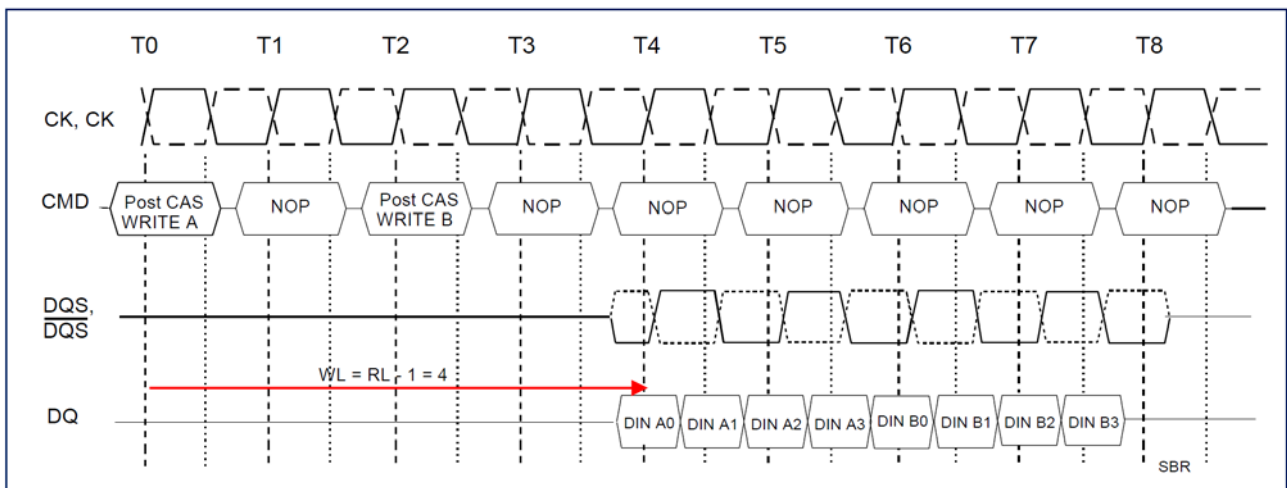 T0 T1 T2 T3 T4 T5 T6 T7 T8
CK, CK
CMD
Post CAS
WRITE A
NOP
Post CAS
WRITE B
NOP
NOP
NOP
NOP
NOP
NOP
DQS,
DQS
WL = RL - 1 = 4
DQ
DIN A0 DIN A1 DIN A2 DIN A3 DIN B0 DIN B1 DIN B2 DIN B3
SBR